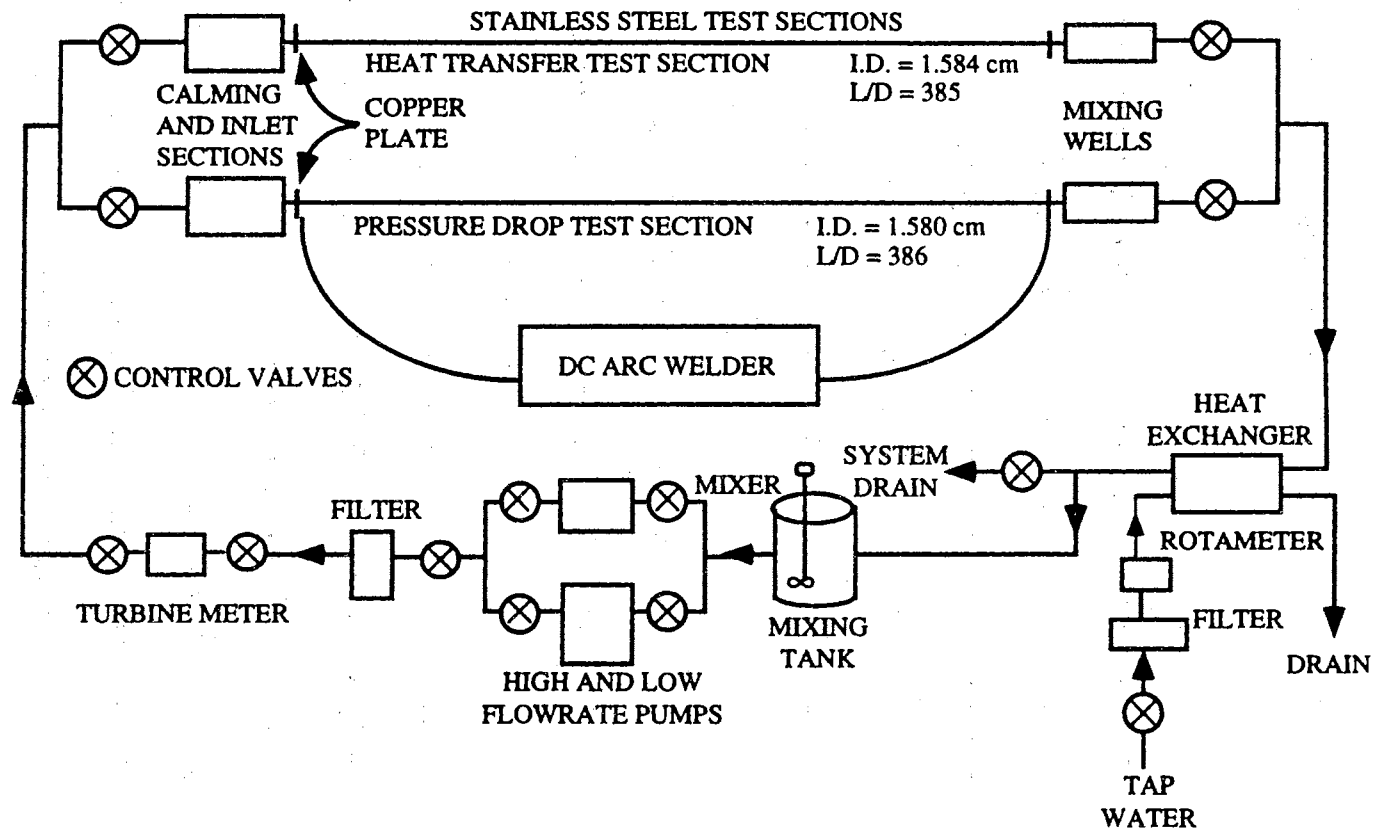 STAINLESS STEEL TEST SECTIONS
HEAT TRANSFER TEST SECTION
I.D. = 1.584 cm
L/D = 385
CALMING
AND INLET
SECTIONS
COPPER
PLATE
MIXING
WELLS
PRESSURE DROP TEST SECTION
I.D. = 1.580 cm
L/D = 386
DC ARC WELDER
CONTROL VALVES
HEAT
EXCHANGER
SYSTEM
DRAIN
MIXER
FILTER
ROTAMETER
TURBINE METER
MIXING
TANK
FILTER
DRAIN
HIGH AND LOW
FLOWRATE PUMPS
TAP
WATER